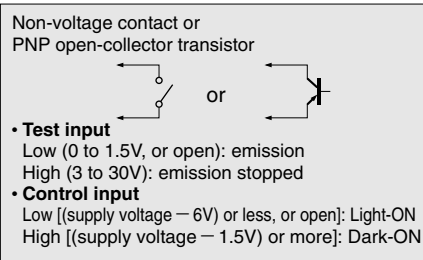 Non-voltage contact or
PNP open-collector transistor
or
• Test input
Low (0 to 1.5V, or open): emission
High (3 to 30V): emission stopped
• Control input
Low [(supply voltage － 6V) or less, or open]: Light-ON
High [(supply voltage － 1.5V) or more]: Dark-ON